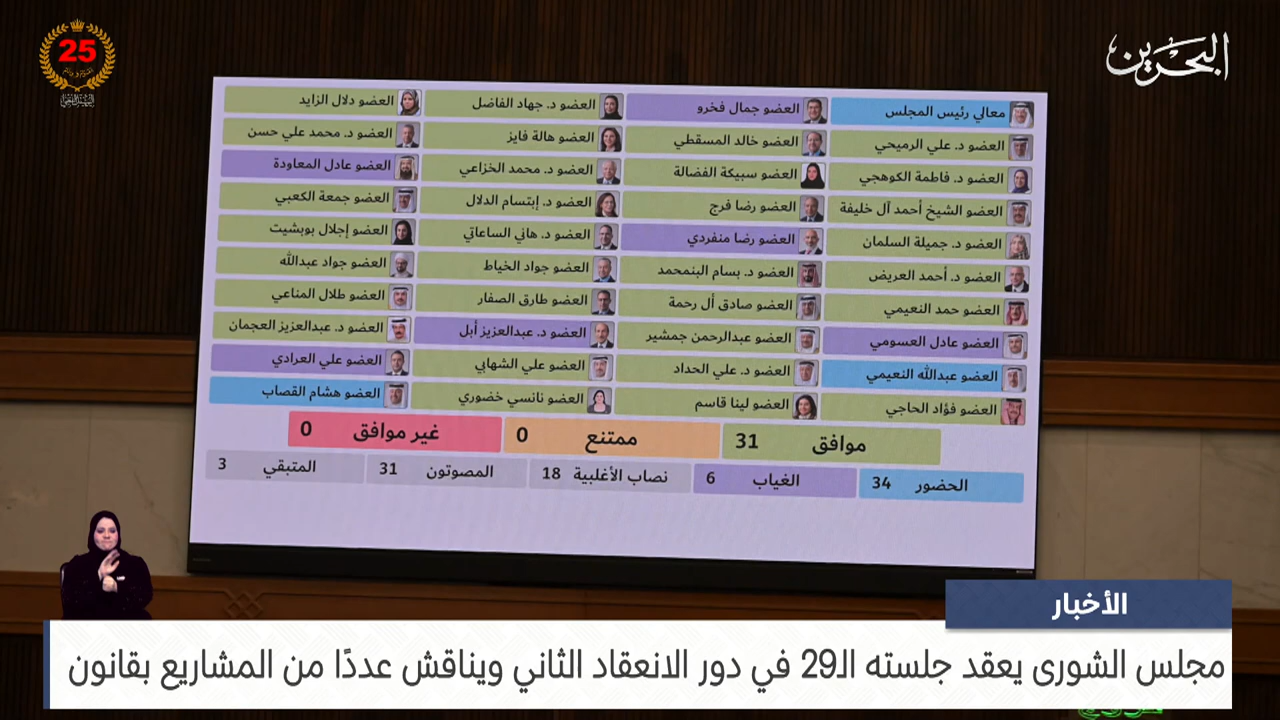 25
البحرين
معالي رئيس المجلس العضو جمال فخرو العضو د. جهاد الفاضل العضو دلال الزايد
العضو د. علي الرميحي العضو خالد المسقطي العضو هالة فايز العضو د. محمد علي حسن
العضو د. فاطمة الكوهجي العضو سبيكة الفضالة العضو د. محمد الخزاعي العضو عادل المعاودة
العضو الشيخ أحمد آل خليفة العضو رضا فرج العضو د. إبتسام الدلال العضو جمعة الكعبي
العضو د. جميلة السلمان العضو رضا منفردي العضو د. هاني الساعاتي العضو إجلال بوبشيت
العضو د. أحمد العريض العضو د. بسام البنمحمد العضو جواد الخياط العضو جواد عبدالله
العضو حمد النعيمي العضو صادق آل رحمة العضو طارق الصفار العضو طلال المناعي
العضو عادل العسومي العضو عبدالرحمن جمشير العضو د. عبدالعزيز أبل العضو د. عبدالعزيز العجمان
العضو عبدالله النعيمي العضو د. علي الحداد العضو علي الشهابي العضو علي العرادي
العضو فؤاد الحاجي العضو لينا قاسم العضو نانسي خضوري العضو هشام القصاب
موافق 31 ممتنع 0 غير موافق 0
الحضور 34 الغياب 6 نصاب الأغلبية 18 المصوتون 31 المتبقي 3
الأخبار
مجلس الشورى يعقد جلسته الـ29 في دور الانعقاد الثاني ويناقش عددًا من المشاريع بقانون